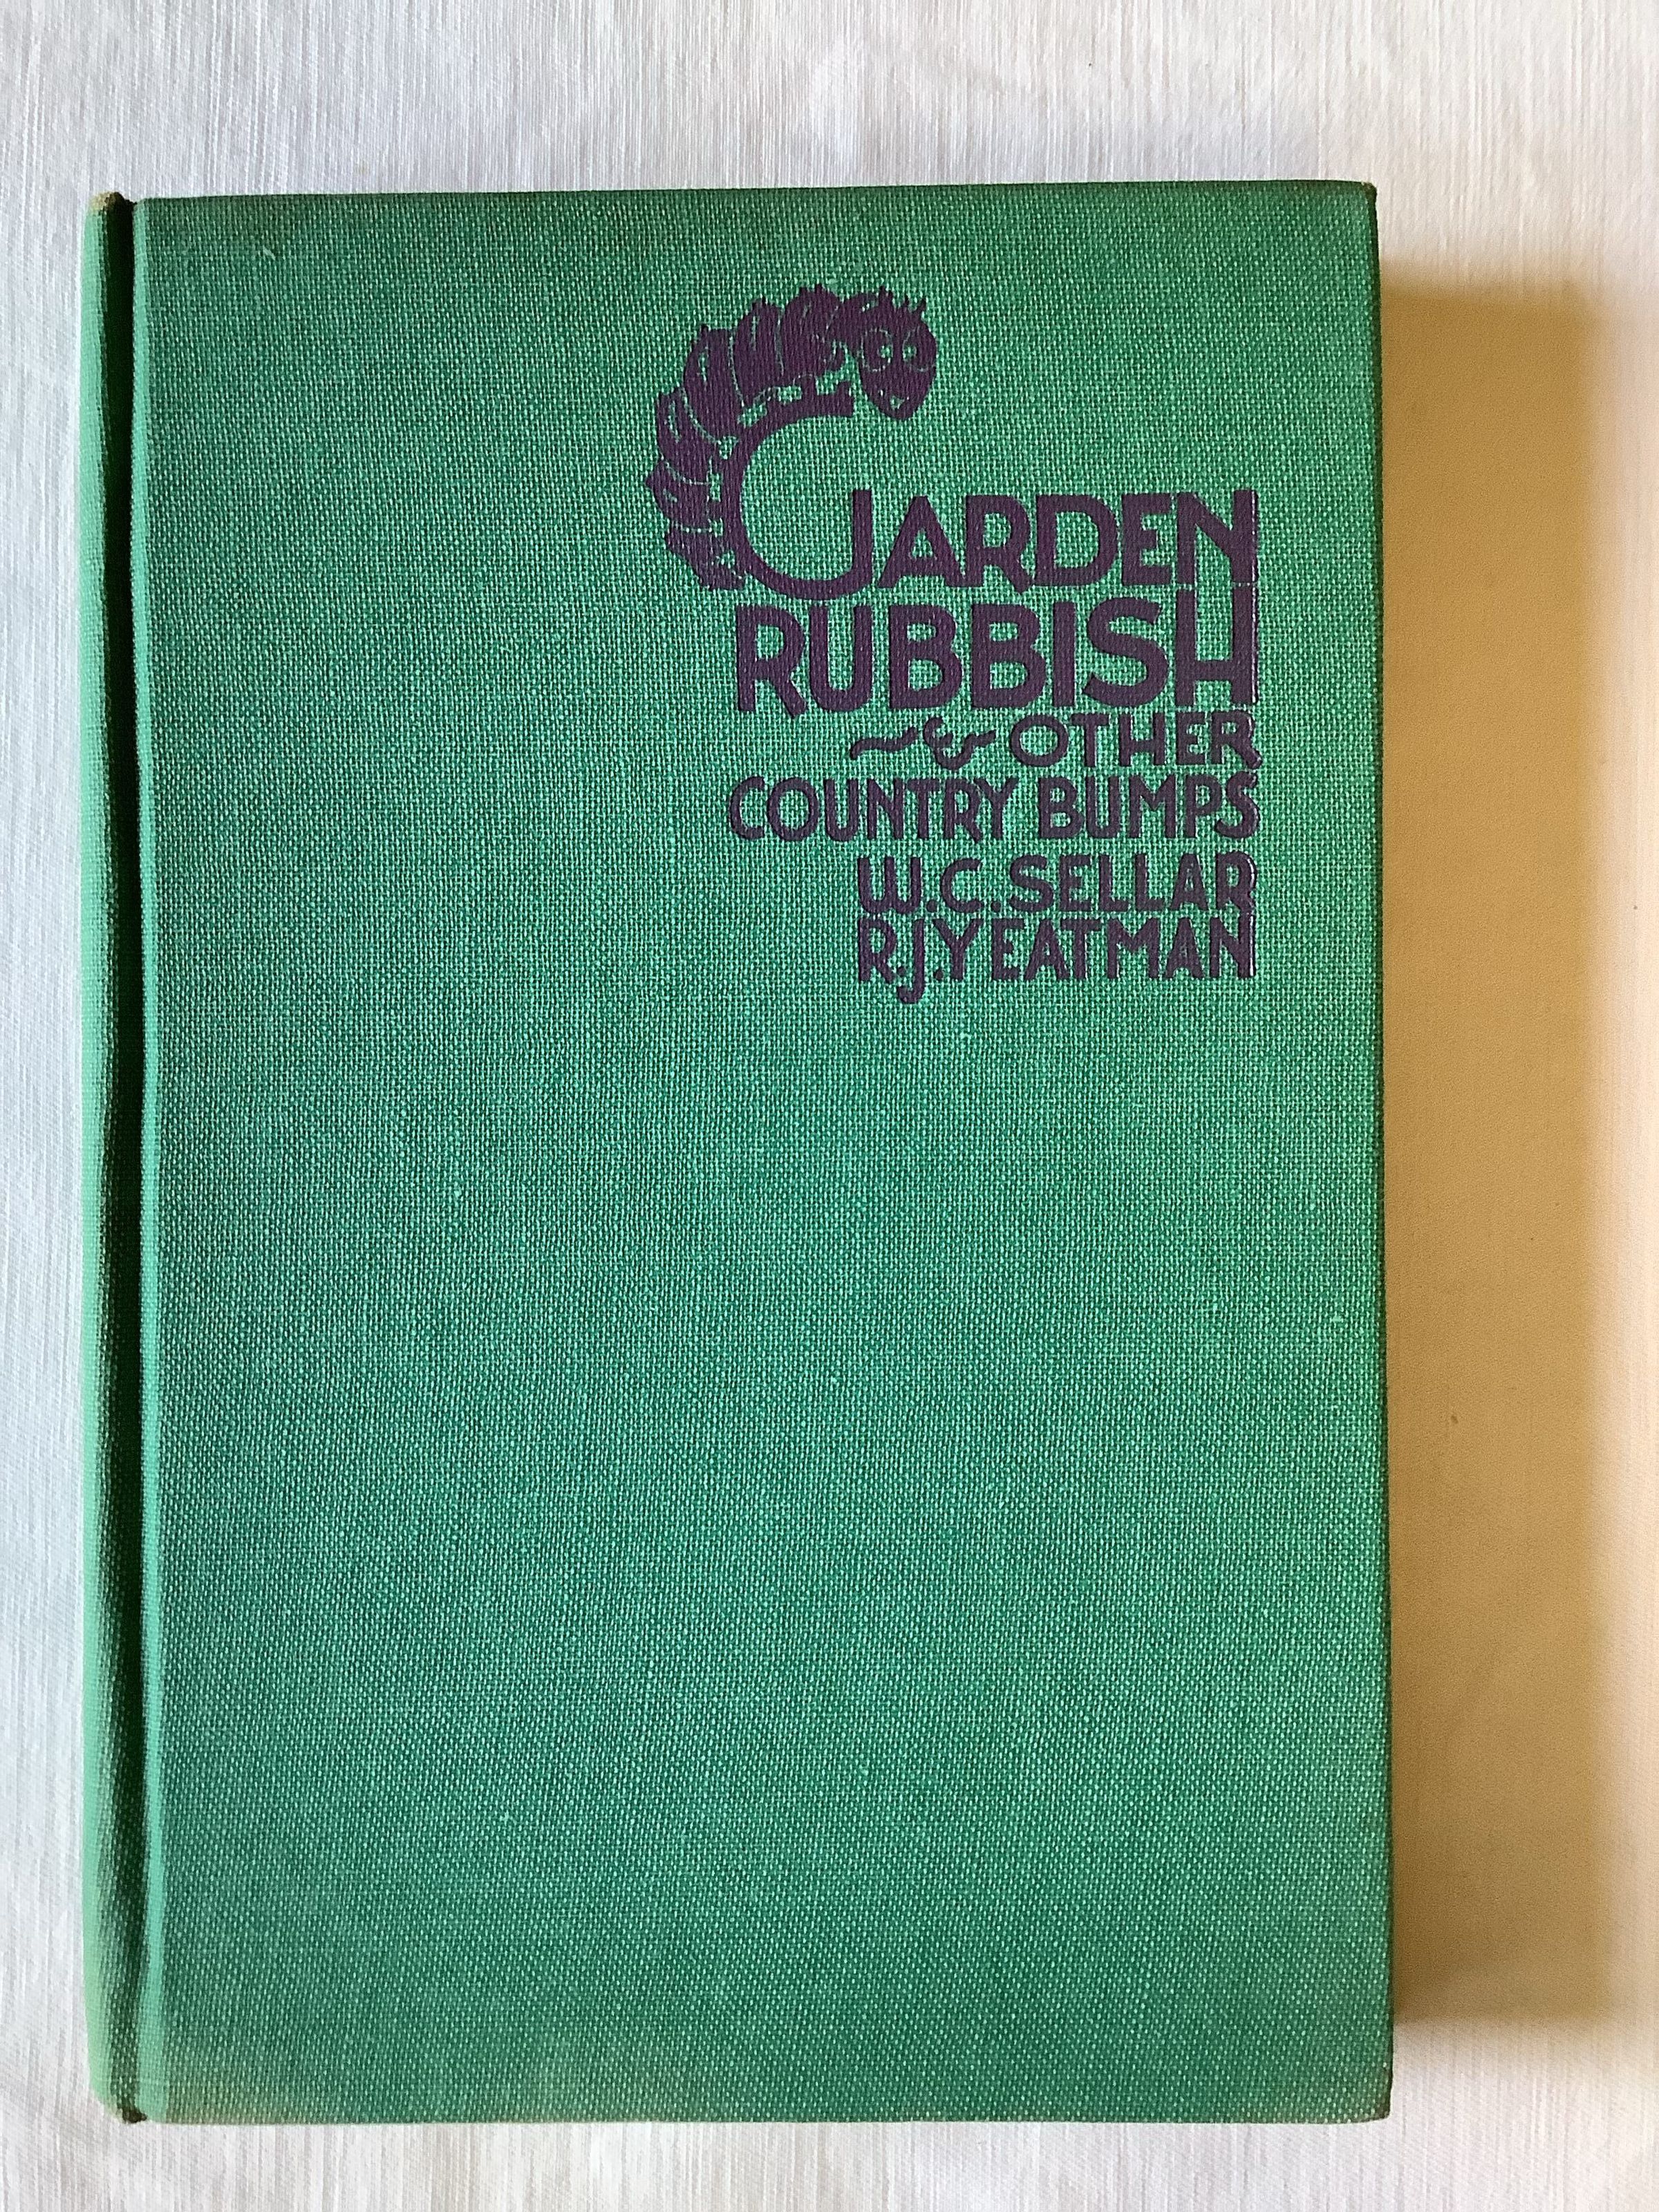 GARDEN
RUBBISH
~& OTHER
COUNTRY BUMPS
W.C. SELLAR
R.J. YEATMAN